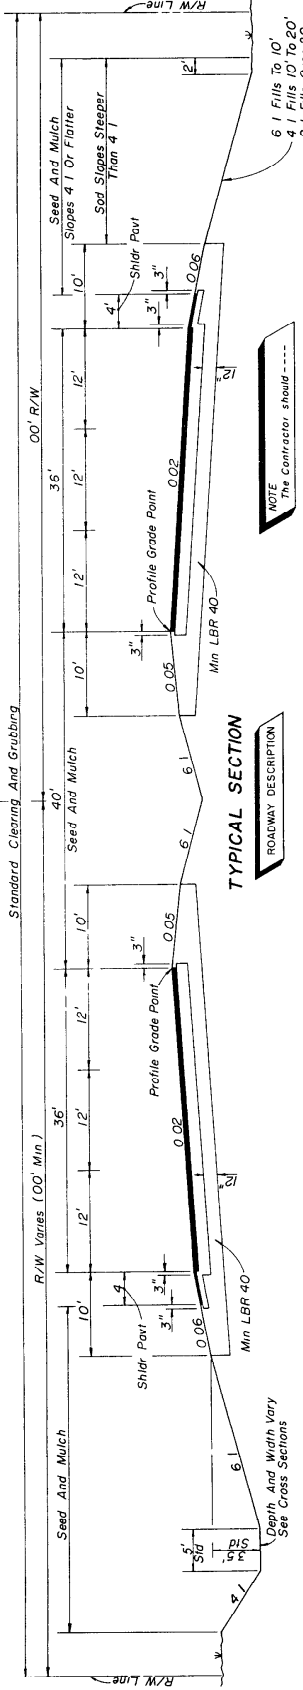 Standard Clearing And Grubbing
R/W Varies (00' Min)
00' R/W
Seed And Mulch
36'
40'
Seed And Mulch
36'
Seed And Mulch
Slopes 4 1 Or Flatter
Sod Slopes Steeper
Than 4 1
R/W Line
R/W Line
10'
12'
12'
12'
10'
10'
12'
12'
12'
10'
4
Shldr Pavt
4'
Shldr Pavt
3"
3"
3"
3"
3"
3"
2'
Profile Grade Point
Profile Grade Point
0 06
0 02
0 05
6 1
6 1
0 05
0 02
0 06
12"
12"
Min LBR 40
Min LBR 40
4 1
5'
Std
3 5'
Std
6 1
Depth And Width Vary
See Cross Sections
6 1 Fills To 10'
4 1 Fills 10' To 20'
TYPICAL SECTION
ROADWAY DESCRIPTION
NOTE
The Contractor should ----